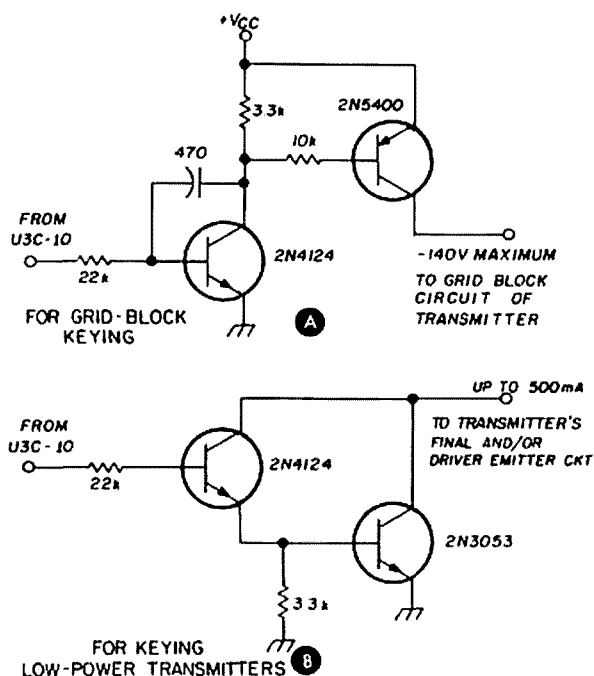 +VCC
3.3k
2N5400
10k
470
FROM
U3C-10
22k
2N4124
-140V MAXIMUM
TO GRID BLOCK
CIRCUIT OF
TRANSMITTER
FOR GRID-BLOCK
KEYING
A
UP TO 500mA
FROM
U3C-10
TO TRANSMITTER'S
FINAL AND/OR
DRIVER EMITTER CKT
2N4124
22k
2N3053
3.3k
FOR KEYING
LOW-POWER TRANSMITTERS
B